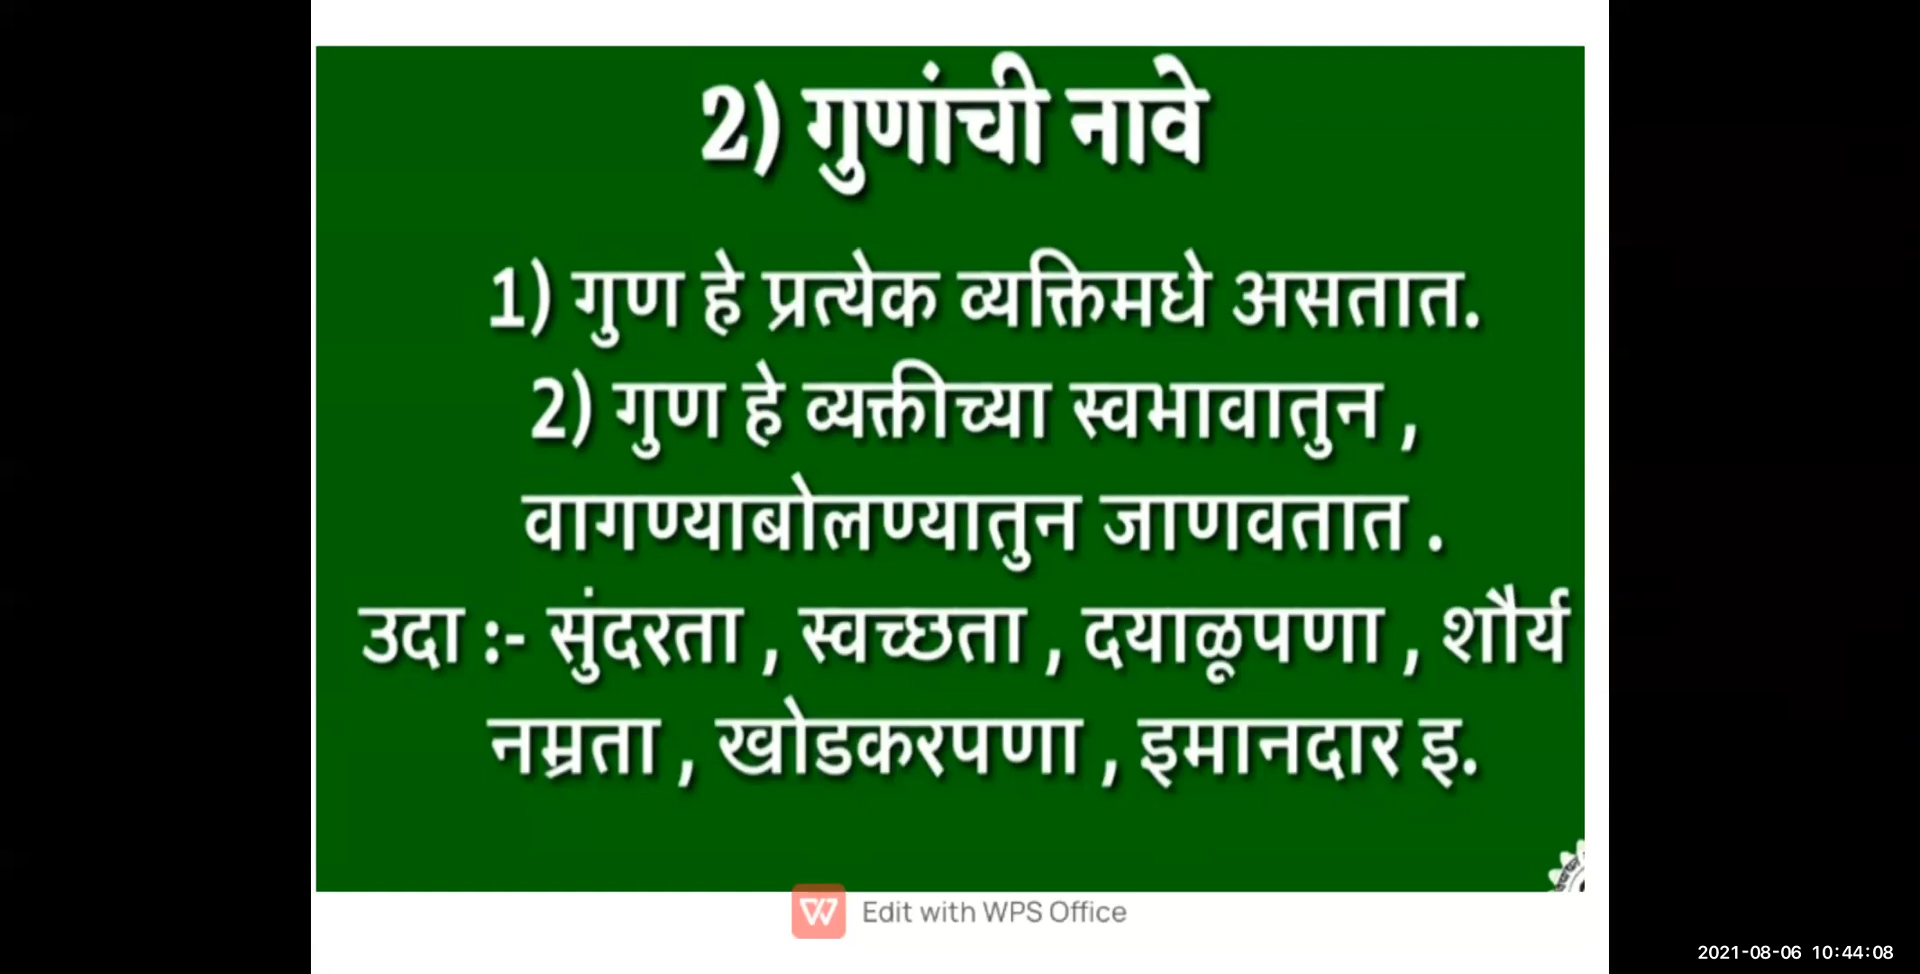 2) गुणांची नावे
1) गुण हे प्रत्येक व्यक्तिमधे असतात.
2) गुण हे व्यक्तीच्या स्वभावातुन ,
वागण्याबोलण्यातुन जाणवतात .
उदा :- सुंदरता , स्वच्छता , दयाळूपणा , शौर्य
नम्रता , खोडकरपणा , इमानदार इ.
Edit with WPS Office
2021-08-06 10:44:08